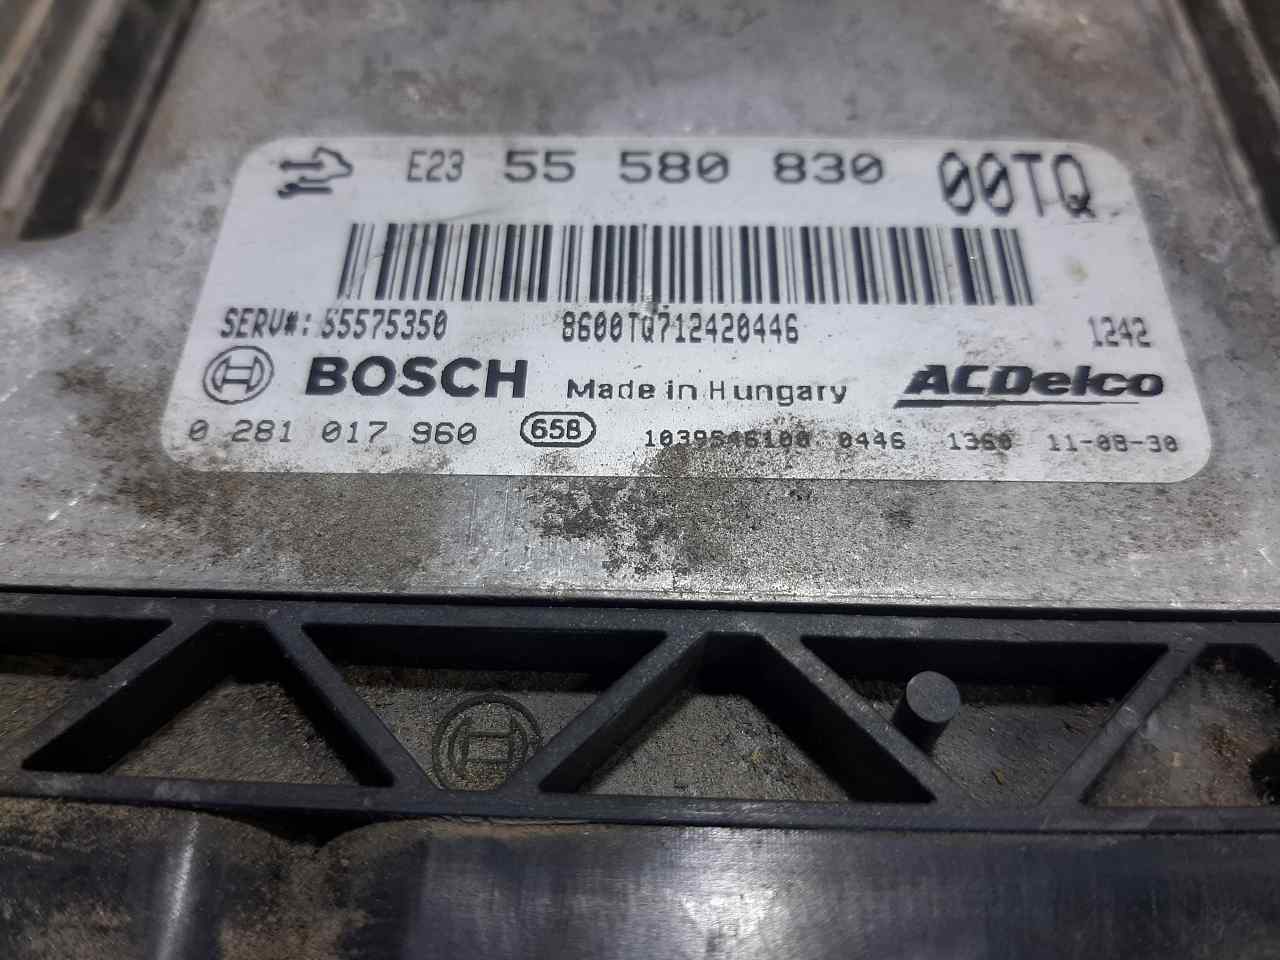 E23 55 580 830 00TQ
SERV#: 55575350 8600TQ712420446 1242
BOSCH Made in Hungary ACDelco
0 281 017 960 65B 1039S46100 0446 1360 11-08-30